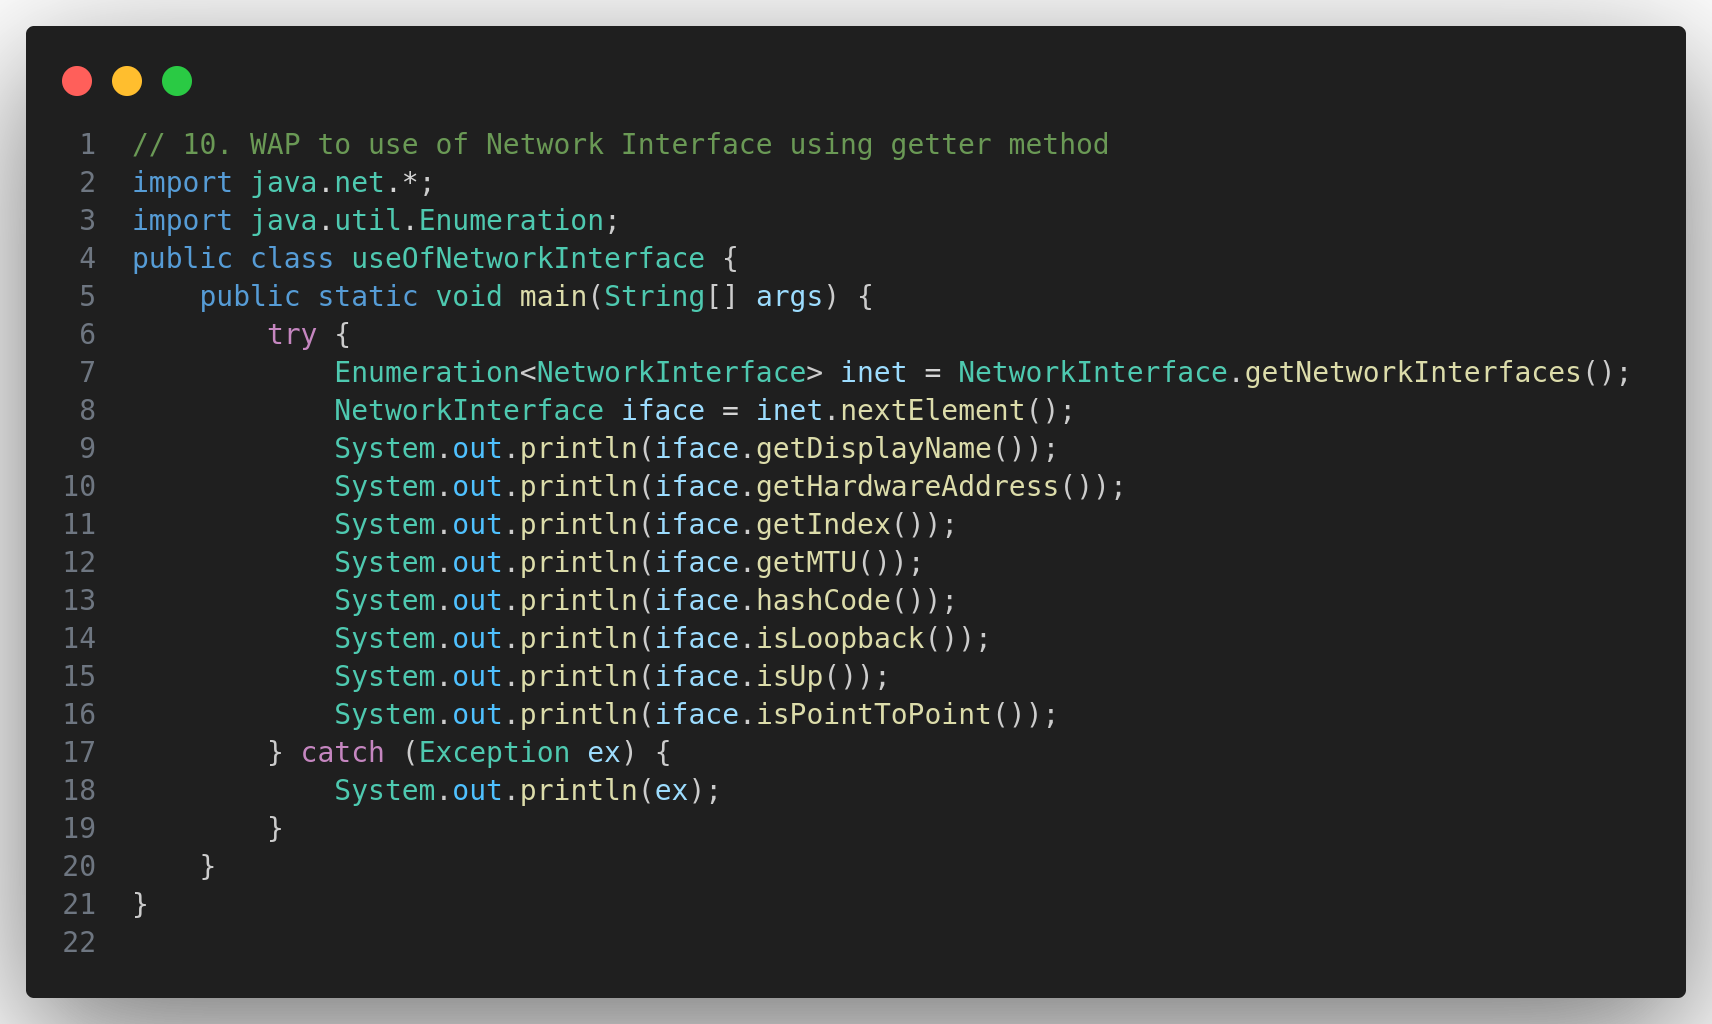 1 // 10. WAP to use of Network Interface using getter method
2 import java.net.*;
3 import java.util.Enumeration;
4 public class useOfNetworkInterface {
5     public static void main(String[] args) {
6         try {
7             Enumeration<NetworkInterface> inet = NetworkInterface.getNetworkInterfaces();
8             NetworkInterface iface = inet.nextElement();
9             System.out.println(iface.getDisplayName());
10             System.out.println(iface.getHardwareAddress());
11             System.out.println(iface.getIndex());
12             System.out.println(iface.getMTU());
13             System.out.println(iface.hashCode());
14             System.out.println(iface.isLoopback());
15             System.out.println(iface.isUp());
16             System.out.println(iface.isPointToPoint());
17         } catch (Exception ex) {
18             System.out.println(ex);
19         }
20     }
21 }
22